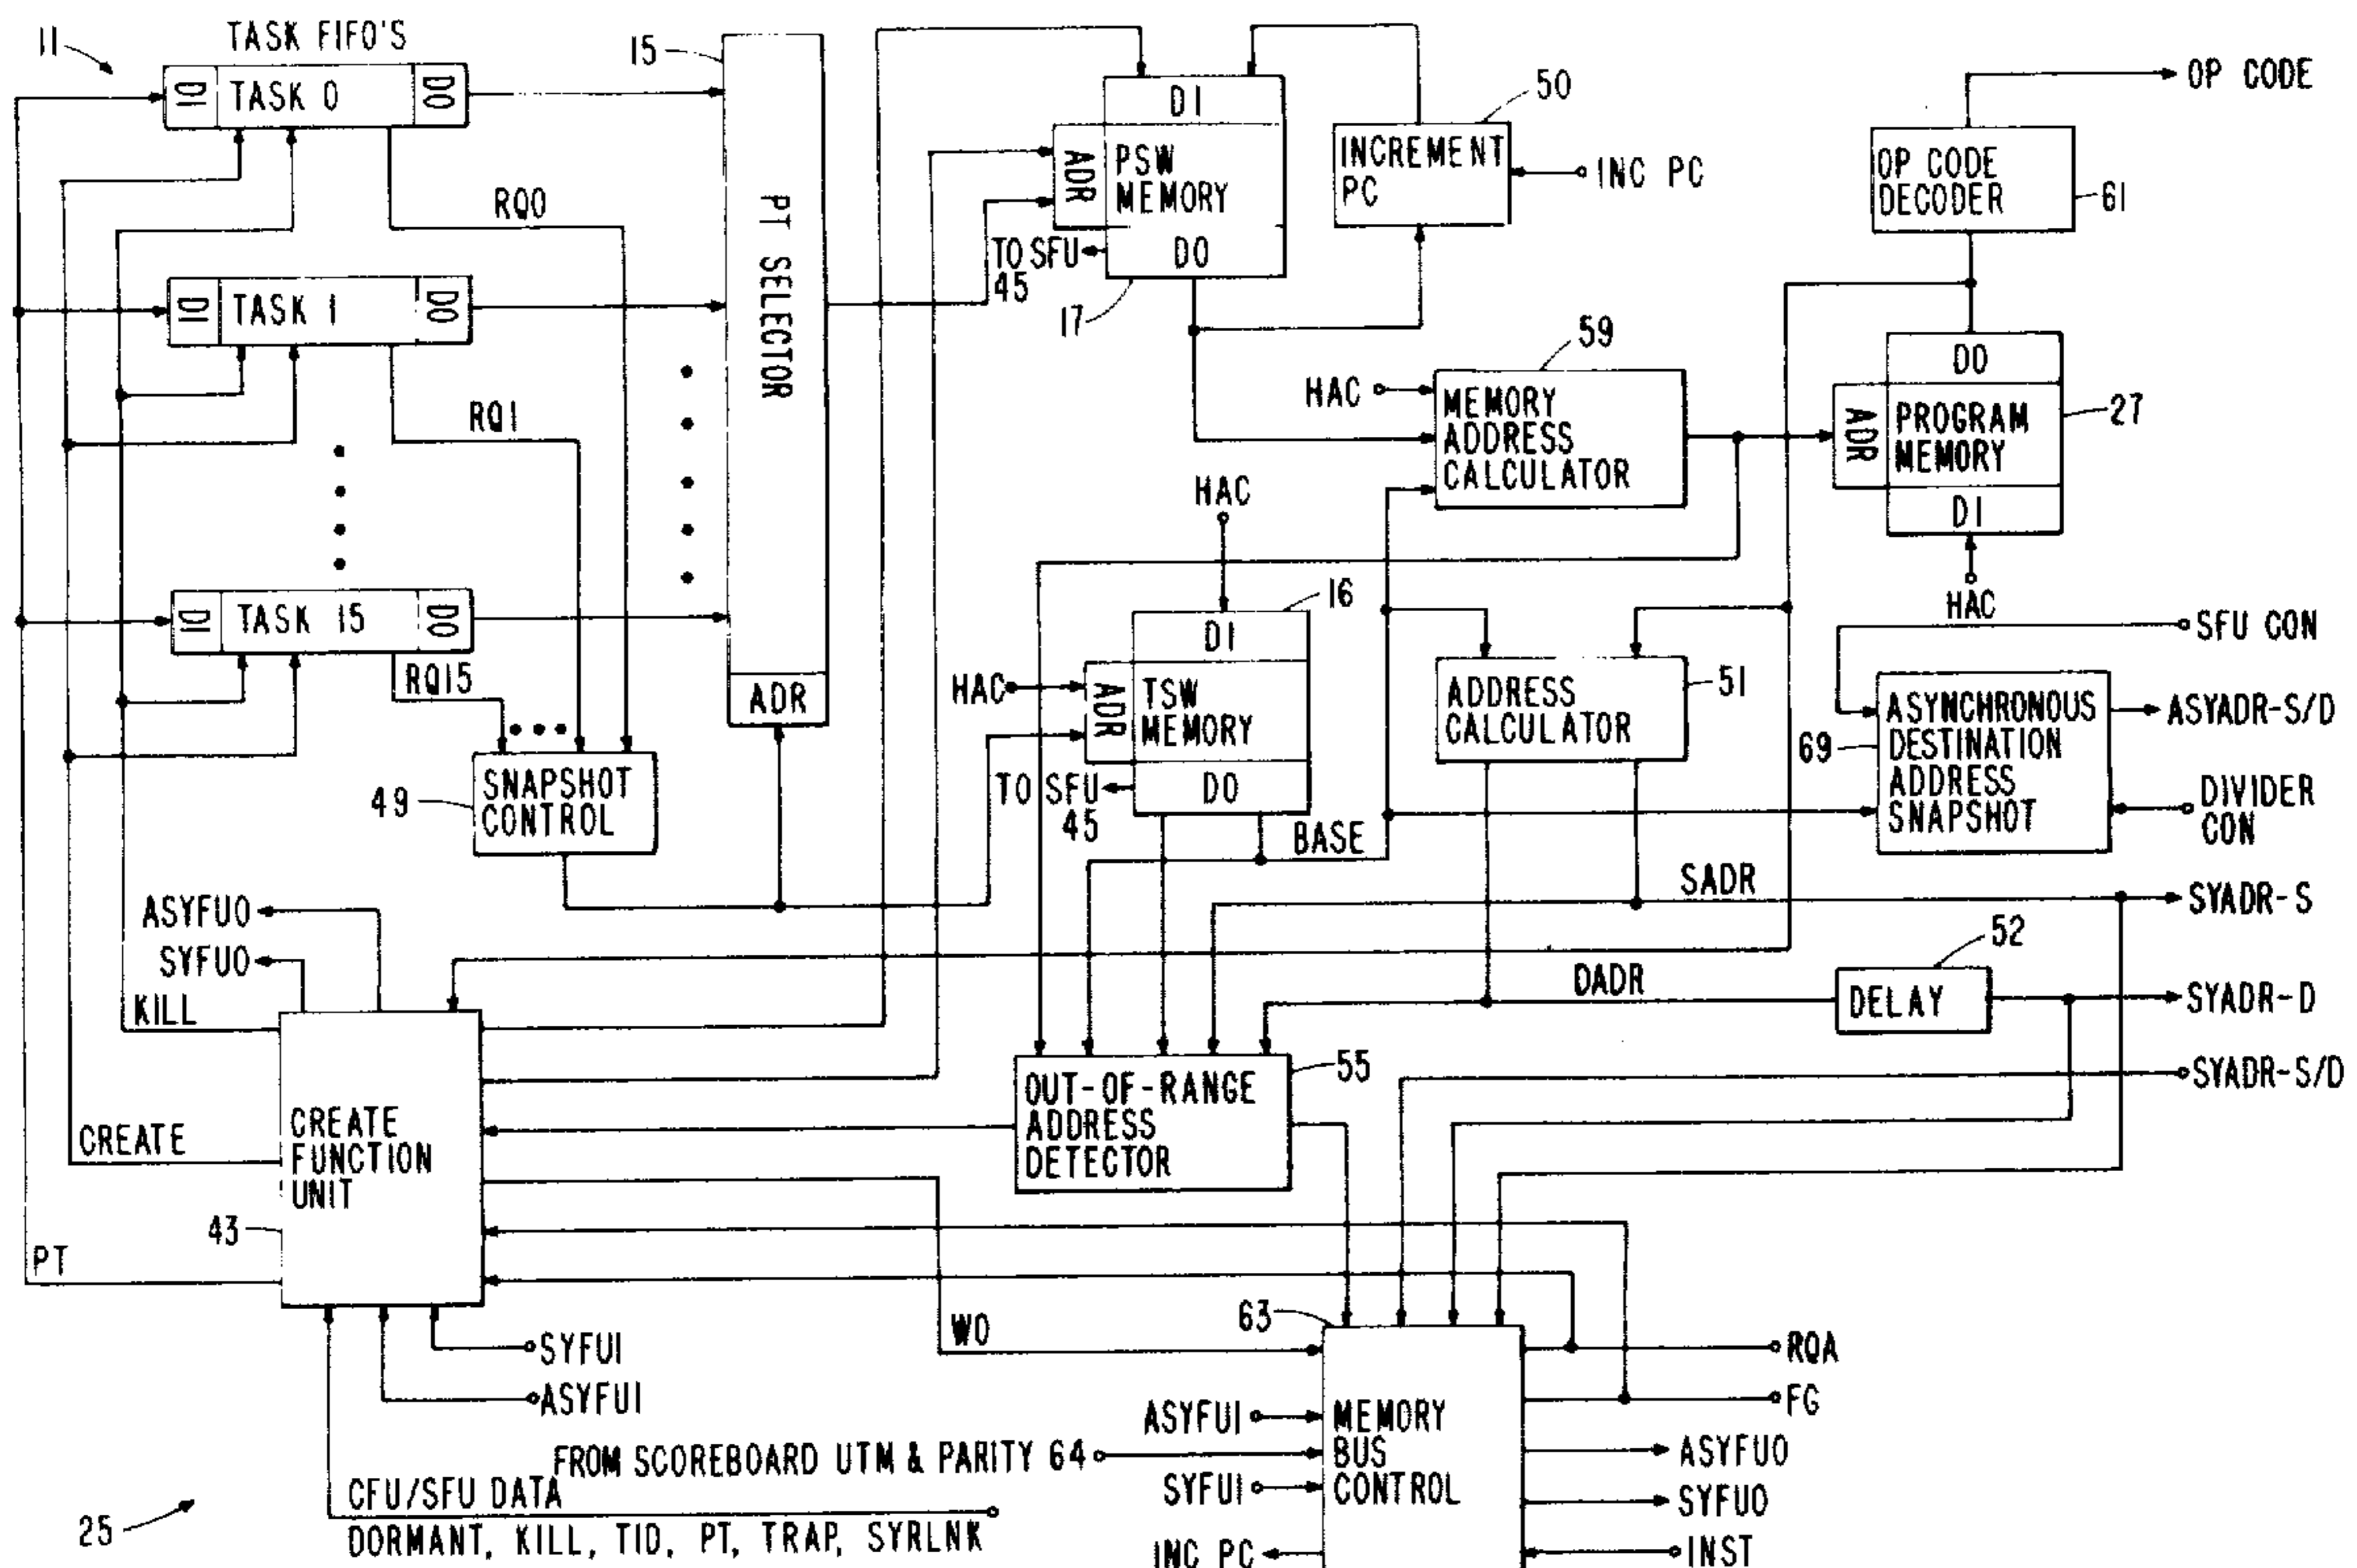 11
TASK FIFO'S
DI TASK 0 DO
RQ0
DI TASK 1 DO
RQ1
DI TASK 15 DO
RQ15
SNAPSHOT
CONTROL
49
15
PT SELECTOR
ADR
DI
ADR
PSW
MEMORY
DO
TO SFU
45
17
50
INCREMENT
PC
INC PC
OP CODE
OP CODE
DECODER
61
59
HAC
MEMORY
ADDRESS
CALCULATOR
DO
ADR
PROGRAM
MEMORY
DI
27
HAC
HAC
16
DI
HAC
ADR
TSW
MEMORY
DO
TO SFU
45
BASE
ADDRESS
CALCULATOR
51
SFU CON
ASYNCHRONOUS
DESTINATION
ADDRESS
SNAPSHOT
69
ASYADR-S/D
DIVIDER
CON
SADR
SYADR-S
52
DADR
DELAY
SYADR-D
SYADR-S/D
ASYFUO
SYFUO
KILL
CREATE
PT
CREATE
FUNCTION
UNIT
43
OUT-OF-RANGE
ADDRESS
DETECTOR
55
WO
63
SYFUI
ASYFUI
RQA
FG
ASYFUI
FROM SCOREBOARD UTM & PARITY 64
SYFUI
INC PC
MEMORY
BUS
CONTROL
ASYFUO
SYFUO
INST
CFU/SFU DATA
DORMANT, KILL, TID, PT, TRAP, SYRLNK
25